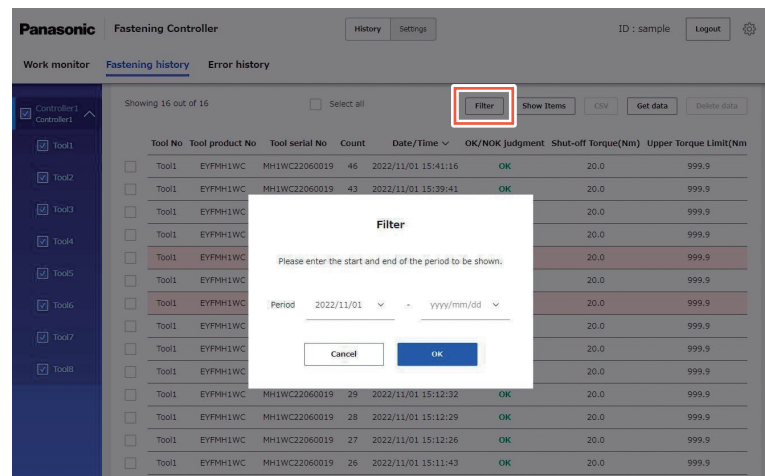 Panasonic Fastening Controller History Settings ID : sample Logout
Work monitor Fastening history Error history
Controller1
Controller1
Showing 16 out of 16 Select all Filter Show Items CSV Get data Delete data
Tool No Tool product No Tool serial No Count Date/Time OK/NOK judgment Shut-off Torque(Nm) Upper Torque Limit(Nm
Tool1
Tool2
Tool3
Tool4
Tool5
Tool6
Tool7
Tool8
Tool1 EYFMH1WC MH1WC22060019 46 2022/11/01 15:41:16 OK 20.0 999.9
Tool1 EYFMH1WC MH1WC22060019 43 2022/11/01 15:39:41 OK 20.0 999.9
Tool1 EYFMH1WC 20.0 999.9
Tool1 EYFMH1WC 20.0 999.9
Tool1 EYFMH1WC 20.0 999.9
Tool1 EYFMH1WC 20.0 999.9
Tool1 EYFMH1WC 20.0 999.9
Tool1 EYFMH1WC 20.0 999.9
Tool1 EYFMH1WC 20.0 999.9
Tool1 EYFMH1WC 20.0 999.9
Tool1 EYFMH1WC MH1WC22060019 29 2022/11/01 15:12:32 OK 20.0 999.9
Tool1 EYFMH1WC MH1WC22060019 28 2022/11/01 15:12:29 OK 20.0 999.9
Tool1 EYFMH1WC MH1WC22060019 27 2022/11/01 15:12:26 OK 20.0 999.9
Tool1 EYFMH1WC MH1WC22060019 26 2022/11/01 15:11:43 OK 20.0 999.9
Filter
Please enter the start and end of the period to be shown.
Period 2022/11/01 - yyyy/mm/dd
Cancel OK